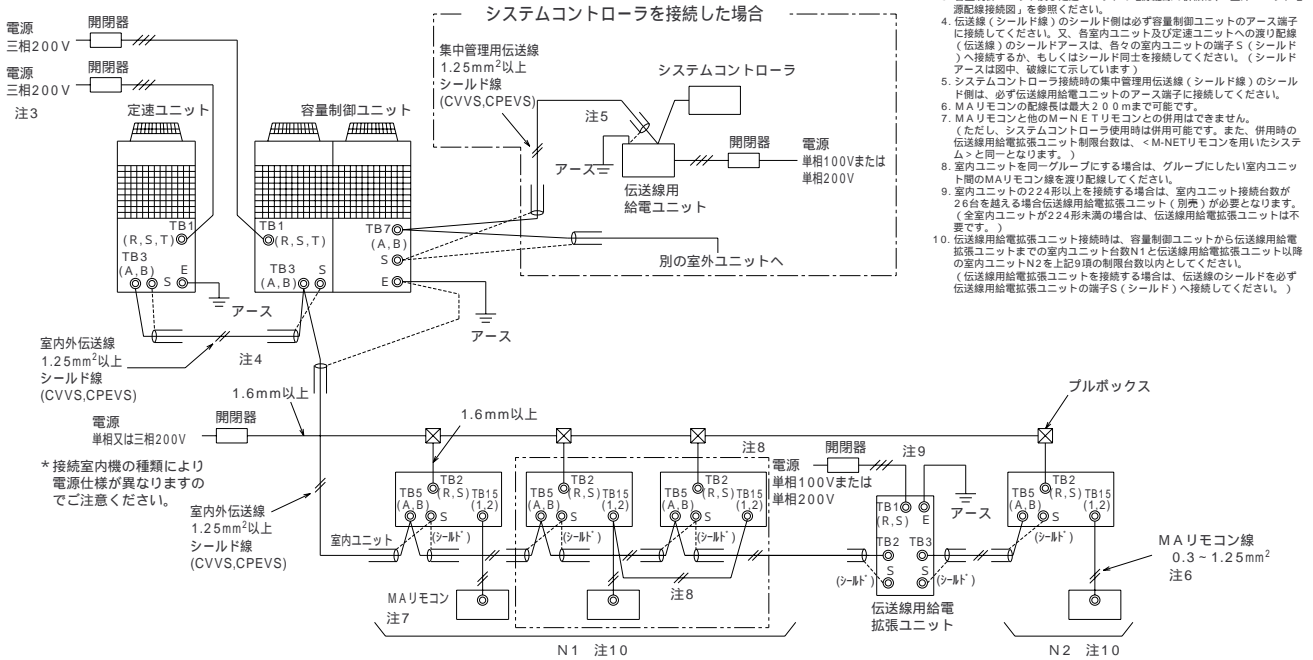 システムコントローラを接続した場合
電源
三相200V
開閉器
電源
三相200V
開閉器
注3
定速ユニット
容量制御ユニット
TB1
(R,S,T)
TB3
(A,B)
S
E
アース
TB1
(R,S,T)
TB3
(A,B)
S
TB7
(A,B)
S
E
アース
集中管理用伝送線
1.25mm²以上
シールド線
(CVVS,CPEVS)
システムコントローラ
注5
アース
伝送線用
給電ユニット
開閉器
電源
単相100Vまたは
単相200V
別の室外ユニットへ
室内外伝送線
1.25mm²以上
シールド線
(CVVS,CPEVS)
注4
1.6mm以上
電源
単相又は三相200V
開閉器
1.6mm以上
プルボックス
*接続室内機の種類により
電源仕様が異なりますの
でご注意ください。
室内外伝送線
1.25mm²以上
シールド線
(CVVS,CPEVS)
室内ユニット
TB2
(R,S)
TB5
(A,B)
S
TB15
(1,2)
(シールド)
TB2
(R,S)
TB5
(A,B)
S
TB15
(1,2)
(シールド)
TB2
(R,S)
TB5
(A,B)
S
TB15
(1,2)
(シールド)
注8
注8
MAリモコン
注7
N1 注10
開閉器
注9
電源
単相100Vまたは
単相200V
TB1
(R,S)
E
アース
TB2
TB3
S
S
(シールド)
(シールド)
伝送線用給電
拡張ユニット
TB2
(R,S)
TB5
(A,B)
S
TB15
(1,2)
(シールド)
MAリモコン線
0.3~1.25mm²
注6
N2 注10
源配線接続図」を参照ください。
4. 伝送線(シールド線)のシールド側は必ず容量制御ユニットのアース端子
に接続してください。又、各室内ユニット及び定速ユニットへの渡り配線
(伝送線)のシールドアースは、各々の室内ユニットの端子S(シールド
)へ接続するか、もしくはシールド同士を接続してください。(シールド
アースは図中、破線にて示しています)
5. システムコントローラ接続時の集中管理用伝送線(シールド線)のシール
ド側は、必ず伝送線用給電ユニットのアース端子に接続してください。
6. MAリモコンの配線長は最大200mまで可能です。
7. MAリモコンと他のM-NETリモコンとの併用はできません。
(ただし、システムコントローラ使用時は併用可能です。また、併用時の
伝送線用給電拡張ユニット制限台数は、<M-NETリモコンを用いたシステ
ム>と同一となります。)
8. 室内ユニットを同一グループにする場合は、グループにしたい室内ユニッ
ト間のMAリモコン線を渡り配線してください。
9. 室内ユニットの224形以上を接続する場合は、室内ユニット接続台数が
26台を越える場合伝送線用給電拡張ユニット(別売)が必要となります。
(全室内ユニットが224形未満の場合は、伝送線用給電拡張ユニットは不
要です。)
10. 伝送線用給電拡張ユニット接続時は、容量制御ユニットから伝送線用給電
拡張ユニットまでの室内ユニット台数N1と伝送線用給電拡張ユニット以降
の室内ユニットN2を上記9項の制限台数以内としてください。
(伝送線用給電拡張ユニットを接続する場合は、伝送線のシールドを必ず
伝送線用給電拡張ユニットの端子S(シールド)へ接続してください。)